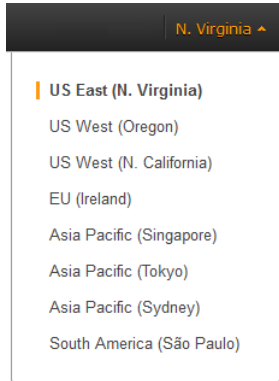 N. Virginia
US East (N. Virginia)
US West (Oregon)
US West (N. California)
EU (Ireland)
Asia Pacific (Singapore)
Asia Pacific (Tokyo)
Asia Pacific (Sydney)
South America (São Paulo)